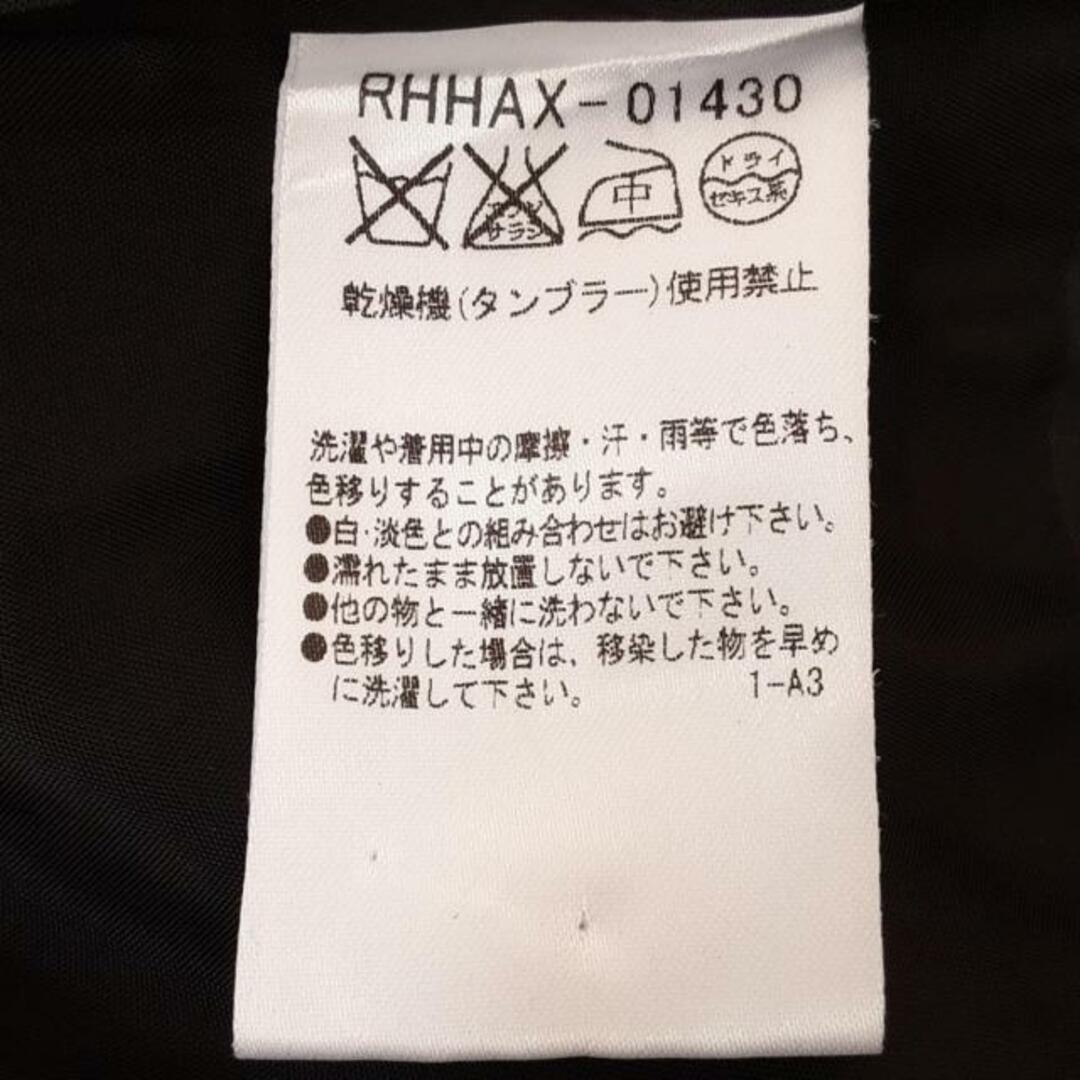 RHHAX-01430
エンソ
サラシ
中
ドライ
セキユ系
乾燥機(タンブラー)使用禁止
洗濯や着用中の摩擦・汗・雨等で色落ち、
色移りすることがあります。
●白・淡色との組み合わせはお避け下さい。
●濡れたまま放置しないで下さい。
●他の物と一緒に洗わないで下さい。
●色移りした場合は、移染した物を早め
に洗濯して下さい。
1-A3